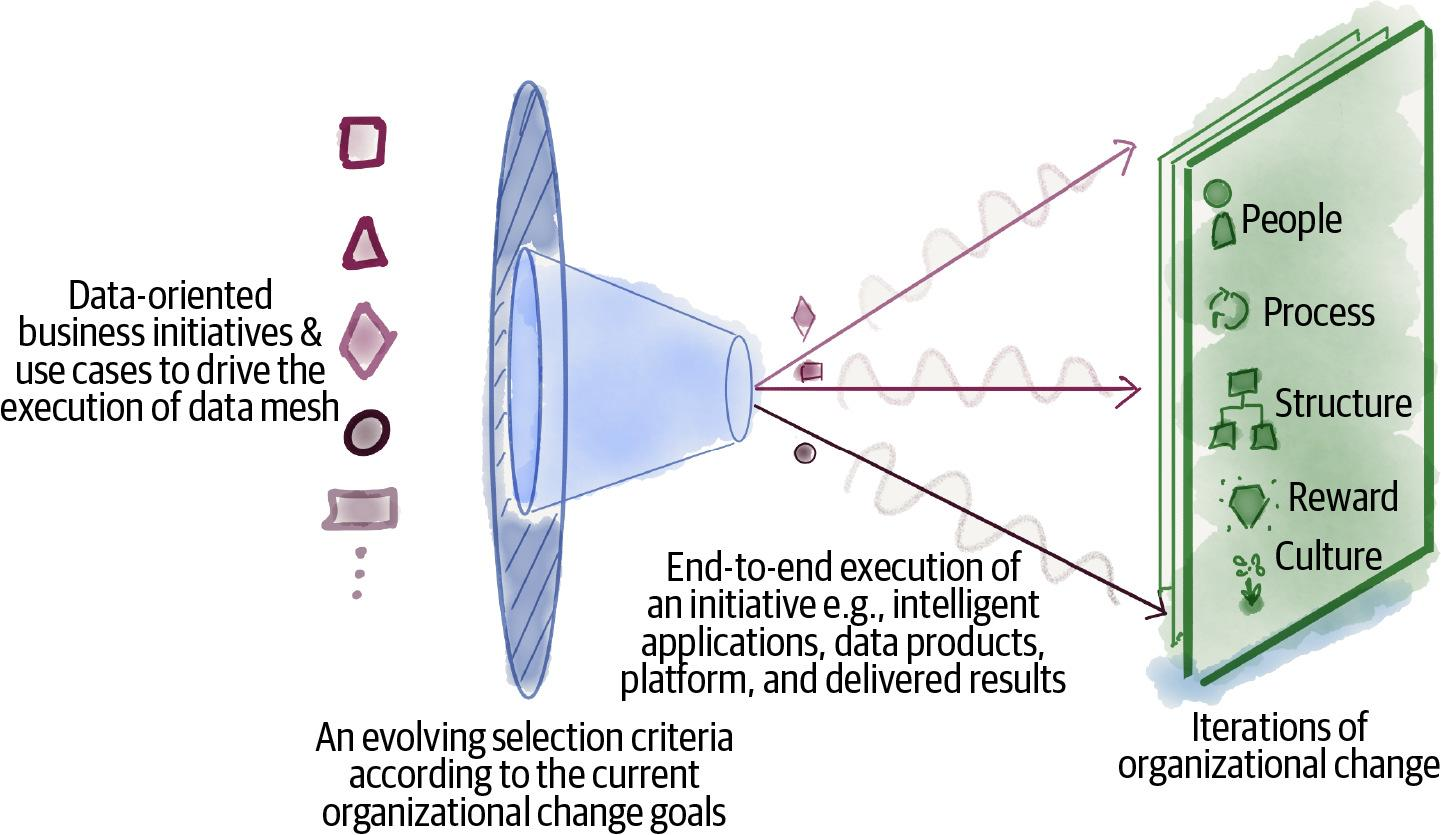 Data-oriented
business initiatives &
use cases to drive the
execution of data mesh
An evolving selection criteria
according to the current
organizational change goals
End-to-end execution of
an initiative e.g., intelligent
applications, data products,
platform, and delivered results
People
Process
Structure
Reward
Culture
Iterations of
organizational change